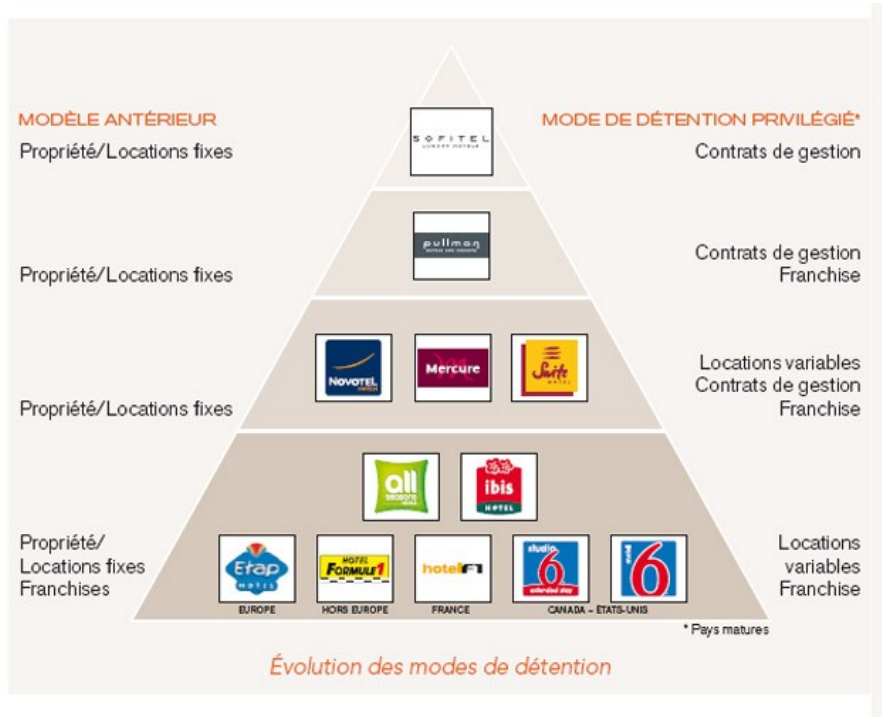 MODÈLE ANTÉRIEUR
Propriété/Locations fixes
MODE DE DÉTENTION PRIVILÉGIÉ*
Contrats de gestion
SOFITEL
LUXURY HOTELS
Propriété/Locations fixes
pullman
Contrats de gestion
Franchise
Propriété/Locations fixes
NOVOTEL
Mercure
Suite
HOTEL
Locations variables
Contrats de gestion
Franchise
all
seasons
ibis
HOTEL
Propriété/
Locations fixes
Franchises
Etap
HOTEL
HOTEL
FORMULE1
hotelF1
studio
6
extended stay
motel
6
Locations
variables
Franchise
EUROPE
HORS EUROPE
FRANCE
CANADA – ÉTATS-UNIS
* Pays matures
Évolution des modes de détention